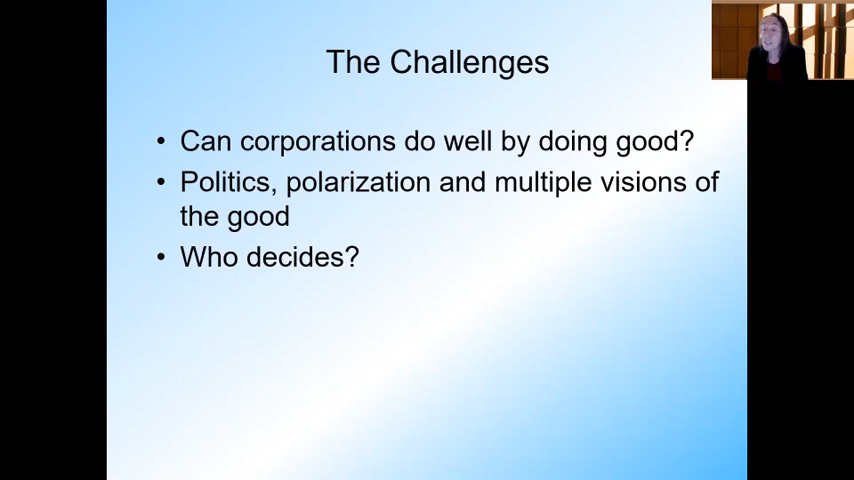 The Challenges
• Can corporations do well by doing good?
• Politics, polarization and multiple visions of
the good
• Who decides?